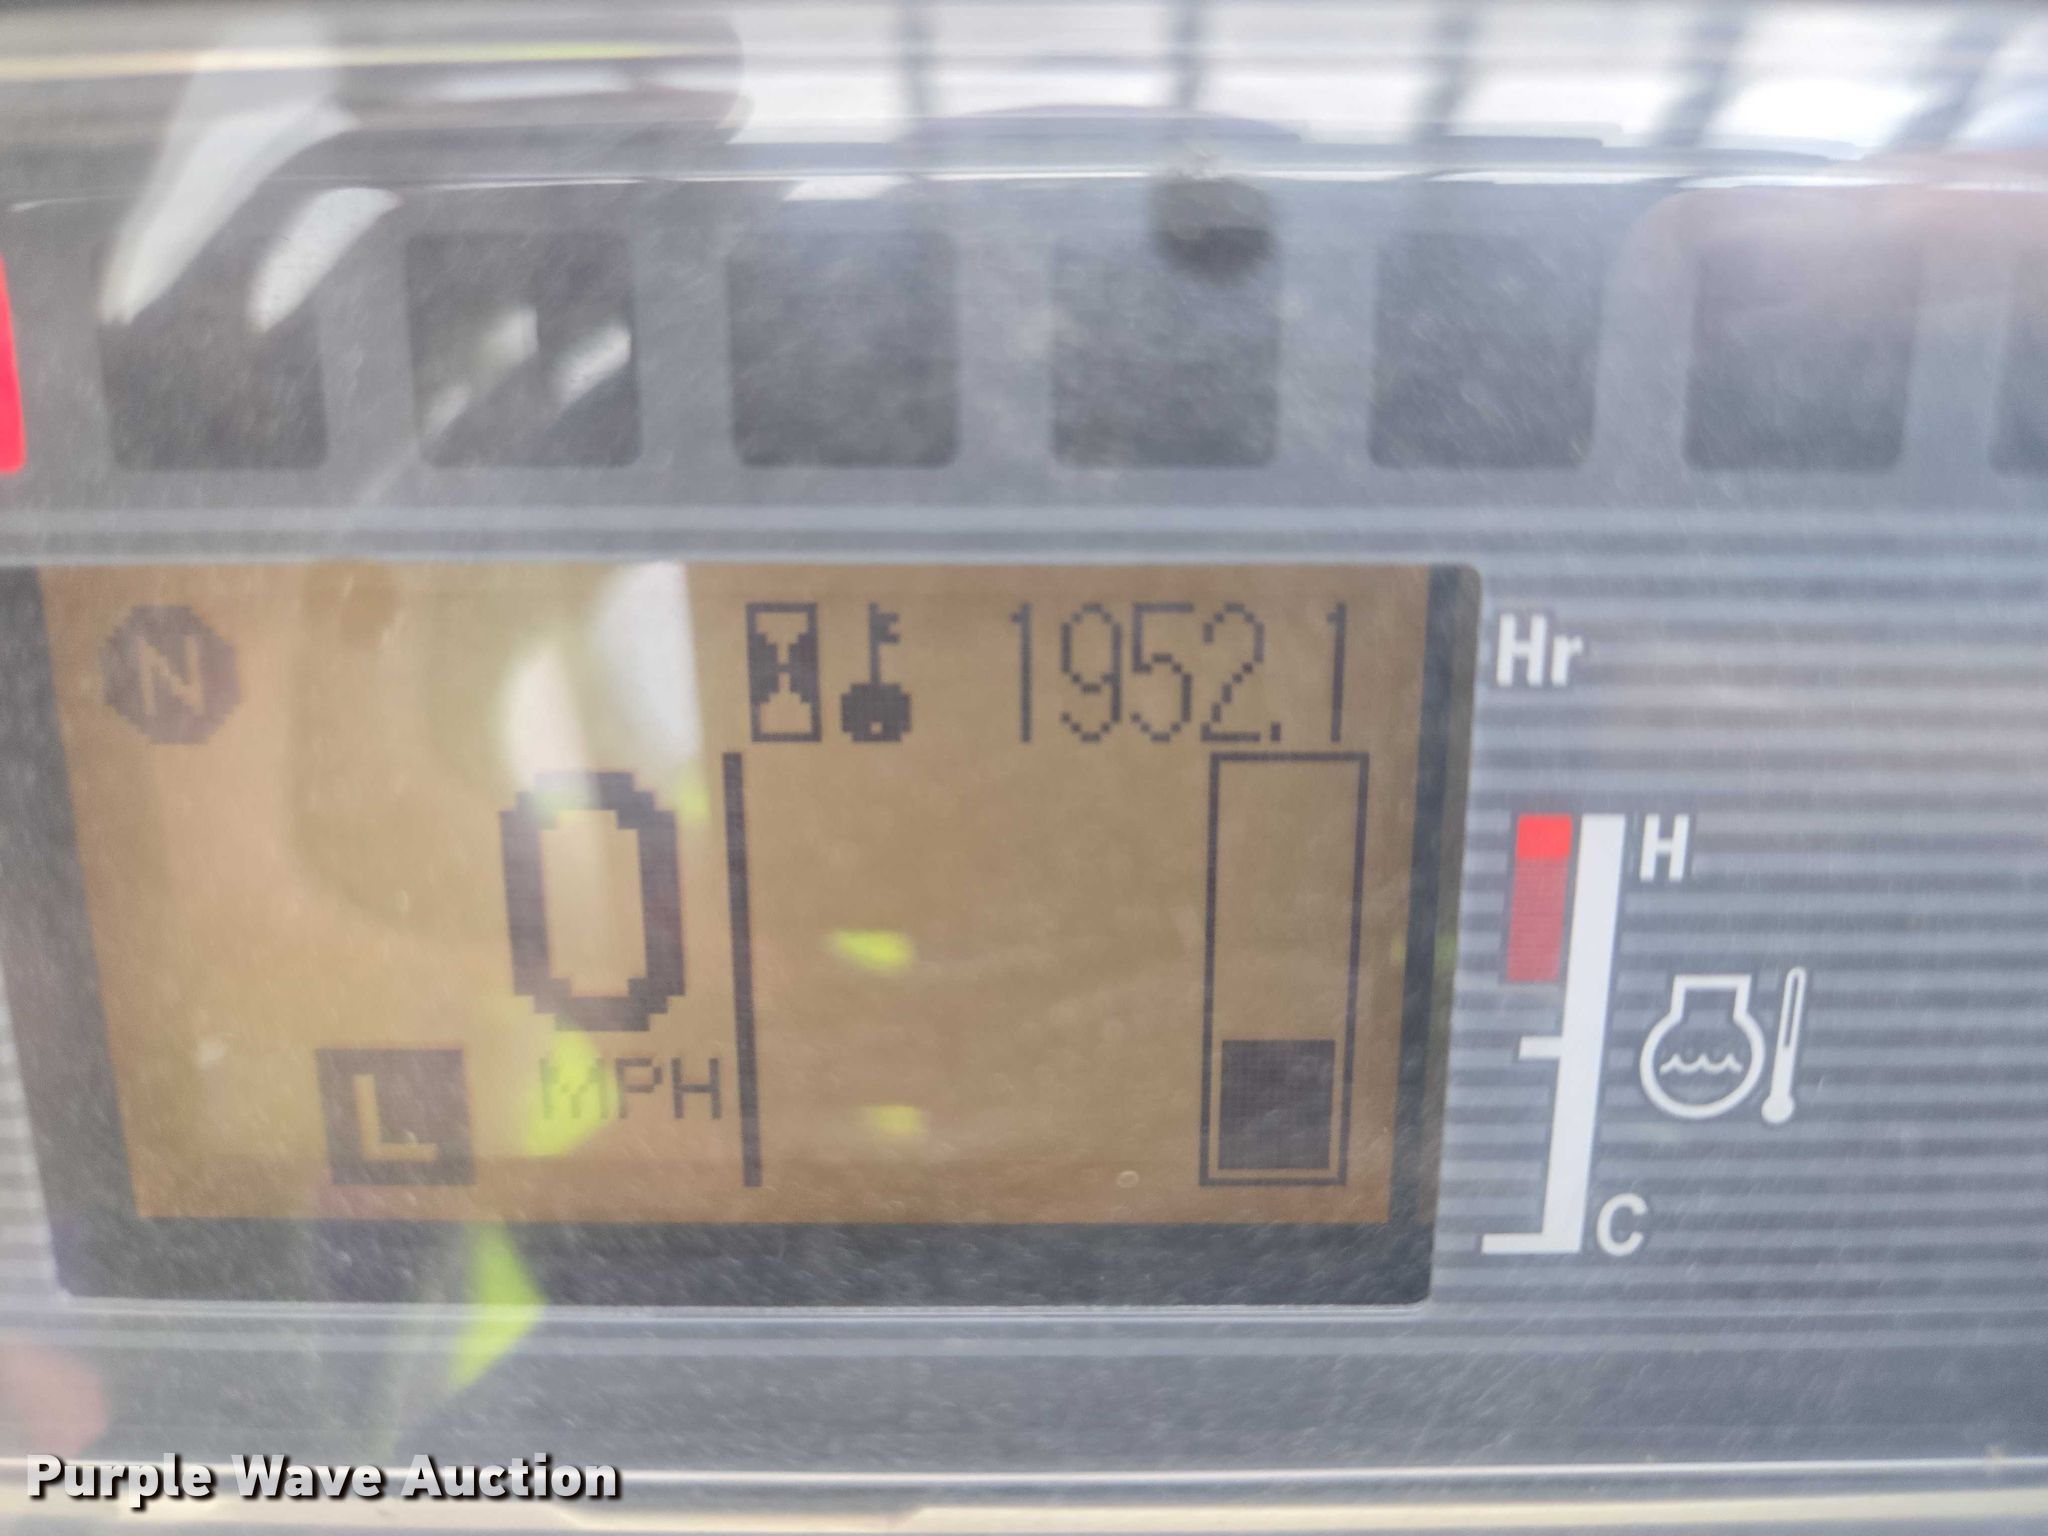 N 1952.1 Hr
0
H
L MPH
C
Purple Wave Auction